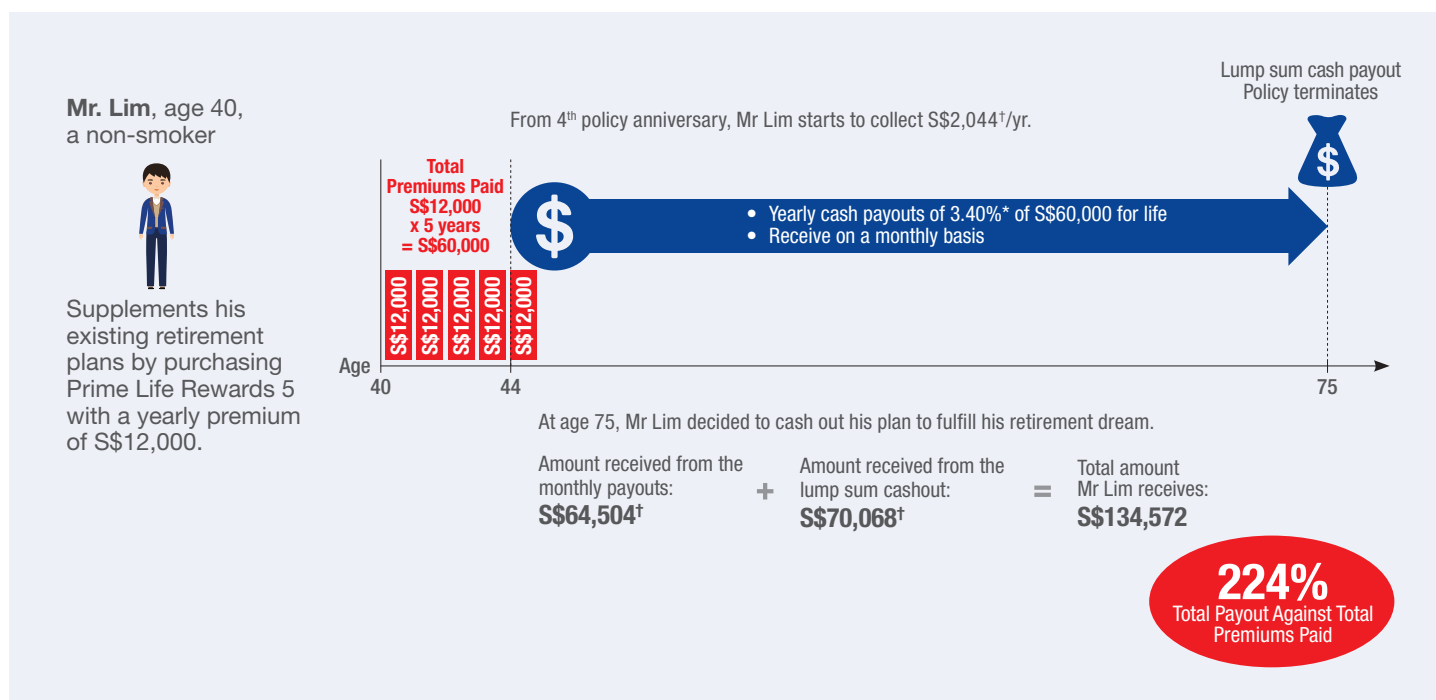 Mr. Lim, age 40,
a non-smoker
Supplements his
existing retirement
plans by purchasing
Prime Life Rewards 5
with a yearly premium
of S$12,000.
From 4th policy anniversary, Mr Lim starts to collect S$2,044†/yr.
Lump sum cash payout
Policy terminates
$
Total
Premiums Paid
S$12,000
x 5 years
= S$60,000
$
• Yearly cash payouts of 3.40%* of S$60,000 for life
• Receive on a monthly basis
S$12,000
S$12,000
S$12,000
S$12,000
S$12,000
Age
40
44
75
At age 75, Mr Lim decided to cash out his plan to fulfill his retirement dream.
Amount received from the
monthly payouts:
S$64,504†
+
Amount received from the
lump sum cashout:
S$70,068†
=
Total amount
Mr Lim receives:
S$134,572
224%
Total Payout Against Total
Premiums Paid